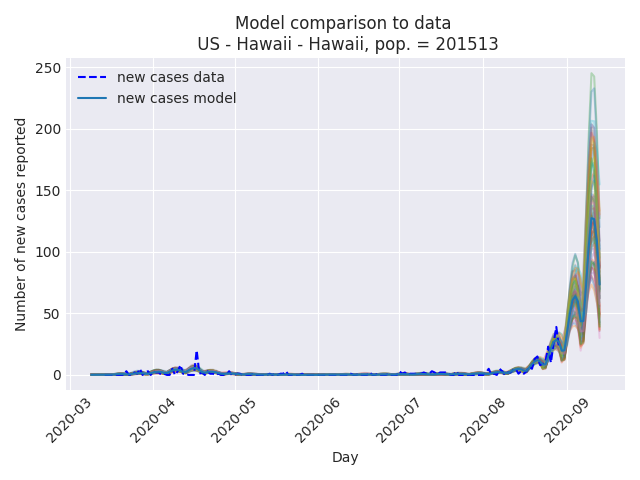 Model comparison to data
US - Hawaii - Hawaii, pop. = 201513
new cases data
new cases model
Number of new cases reported
250
200
150
100
50
0
2020-03
2020-04
2020-05
2020-06
2020-07
2020-08
2020-09
Day